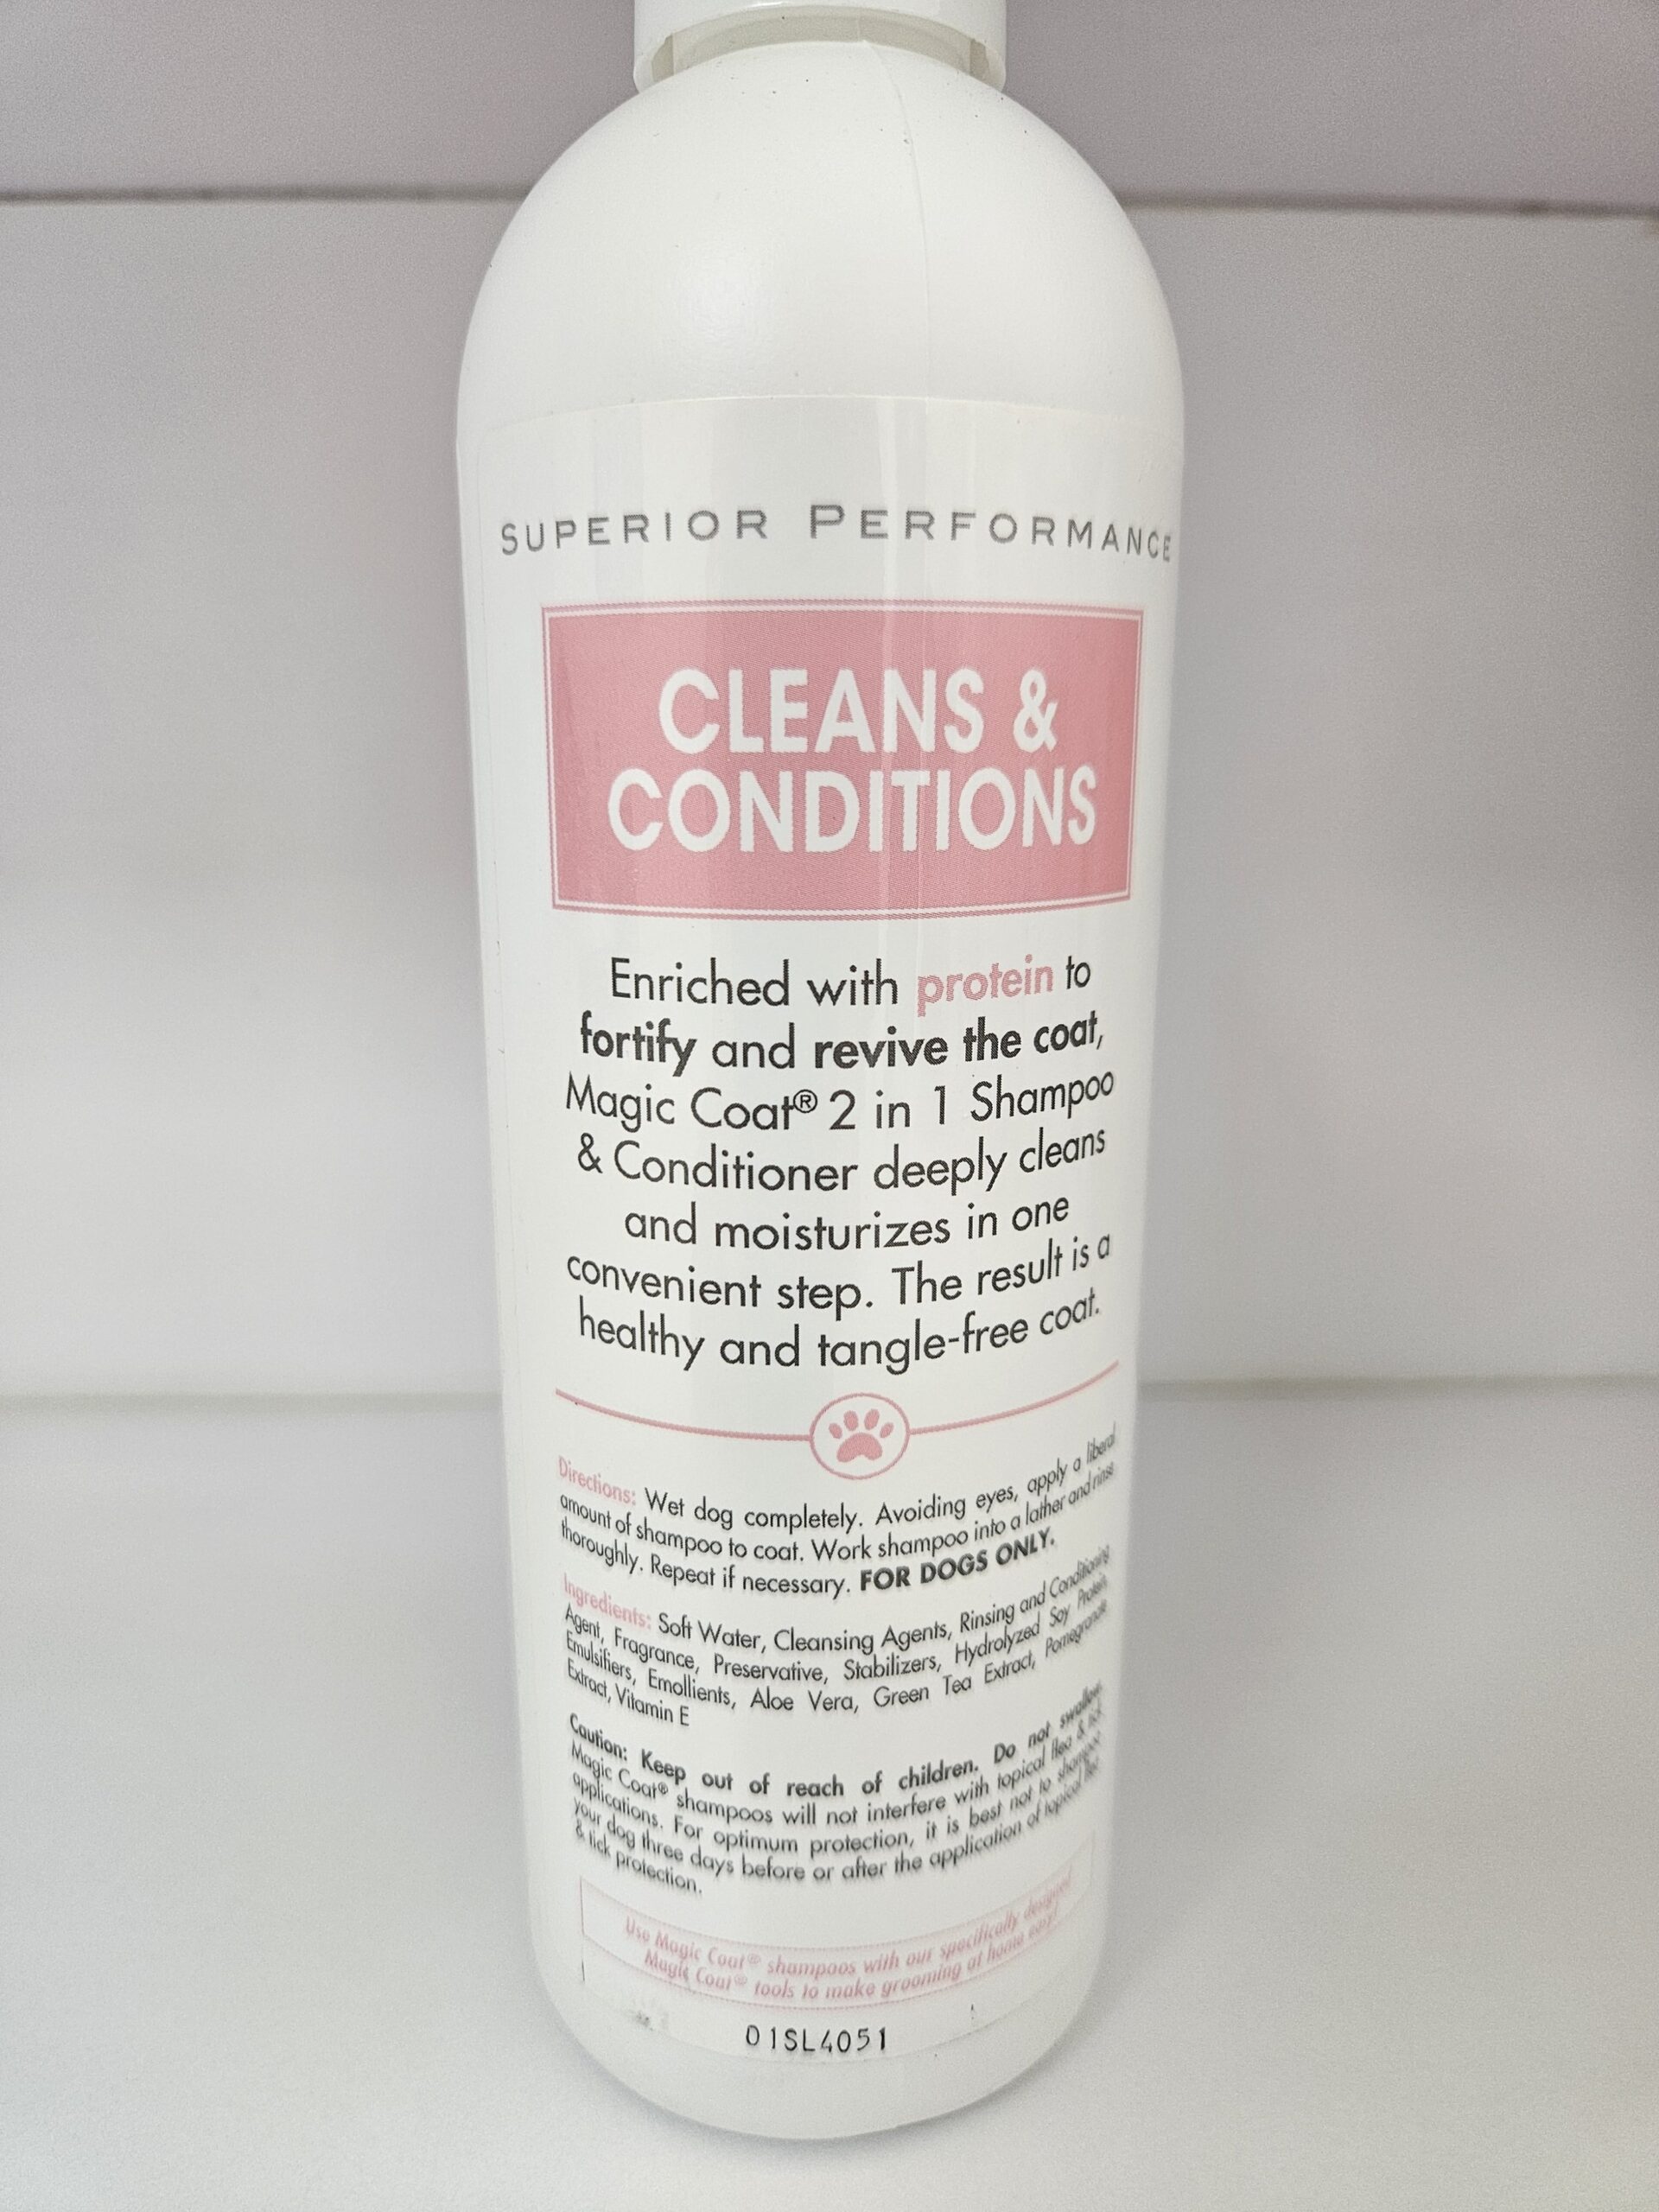 SUPERIOR PERFORMANCE
CLEANS &
CONDITIONS
Enriched with protein to
fortify and revive the coat,
Magic Coat® 2 in 1 Shampoo
& Conditioner deeply cleans
and moisturizes in one
convenient step. The result is a
healthy and tangle-free coat.
Directions: Wet dog completely. Avoiding eyes, apply a liberal
amount of shampoo to coat. Work shampoo into a lather and rinse
thoroughly. Repeat if necessary. FOR DOGS ONLY.
Ingredients: Soft Water, Cleansing Agents, Rinsing and Conditioning
Agent, Fragrance, Preservative, Stabilizers, Hydrolyzed Soy Protein,
Emulsifiers, Emollients, Aloe Vera, Green Tea Extract, Pomegranate
Extract, Vitamin E
Caution: Keep out of reach of children. Do not swallow.
Magic Coat® shampoos will not interfere with topical flea & tick
applications. For optimum protection, it is best not to shampoo
your dog three days before or after the application of topical flea
& tick protection.
Use Magic Coat® shampoos with our specifically designed
Magic Coat® tools to make grooming at home easy!
01SL4051